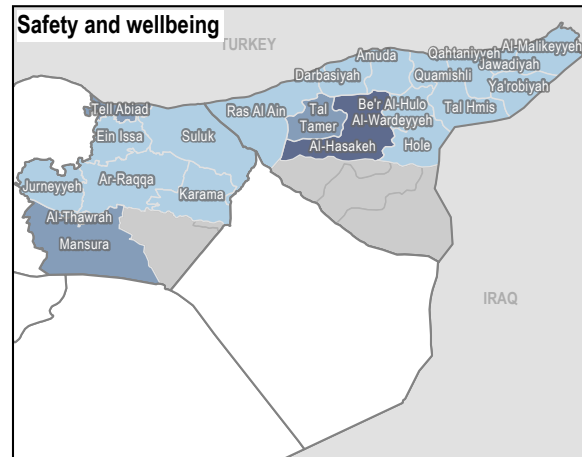 Safety and wellbeing
TURKEY
Al-Malikeyyeh
Amuda
Qahtaniyyeh
Jawadiyah
Darbasiyah
Quamishli
Ya'robiyah
Tell Abiad
Ras Al Ain
Tal
Tamer
Be'r Al-Hulo
Al-Wardeyyeh
Tal Hmis
Ein Issa
Suluk
Al-Hasakeh
Hole
Jurneyyeh
Ar-Raqqa
Karama
Al-Thawrah
Mansura
IRAQ